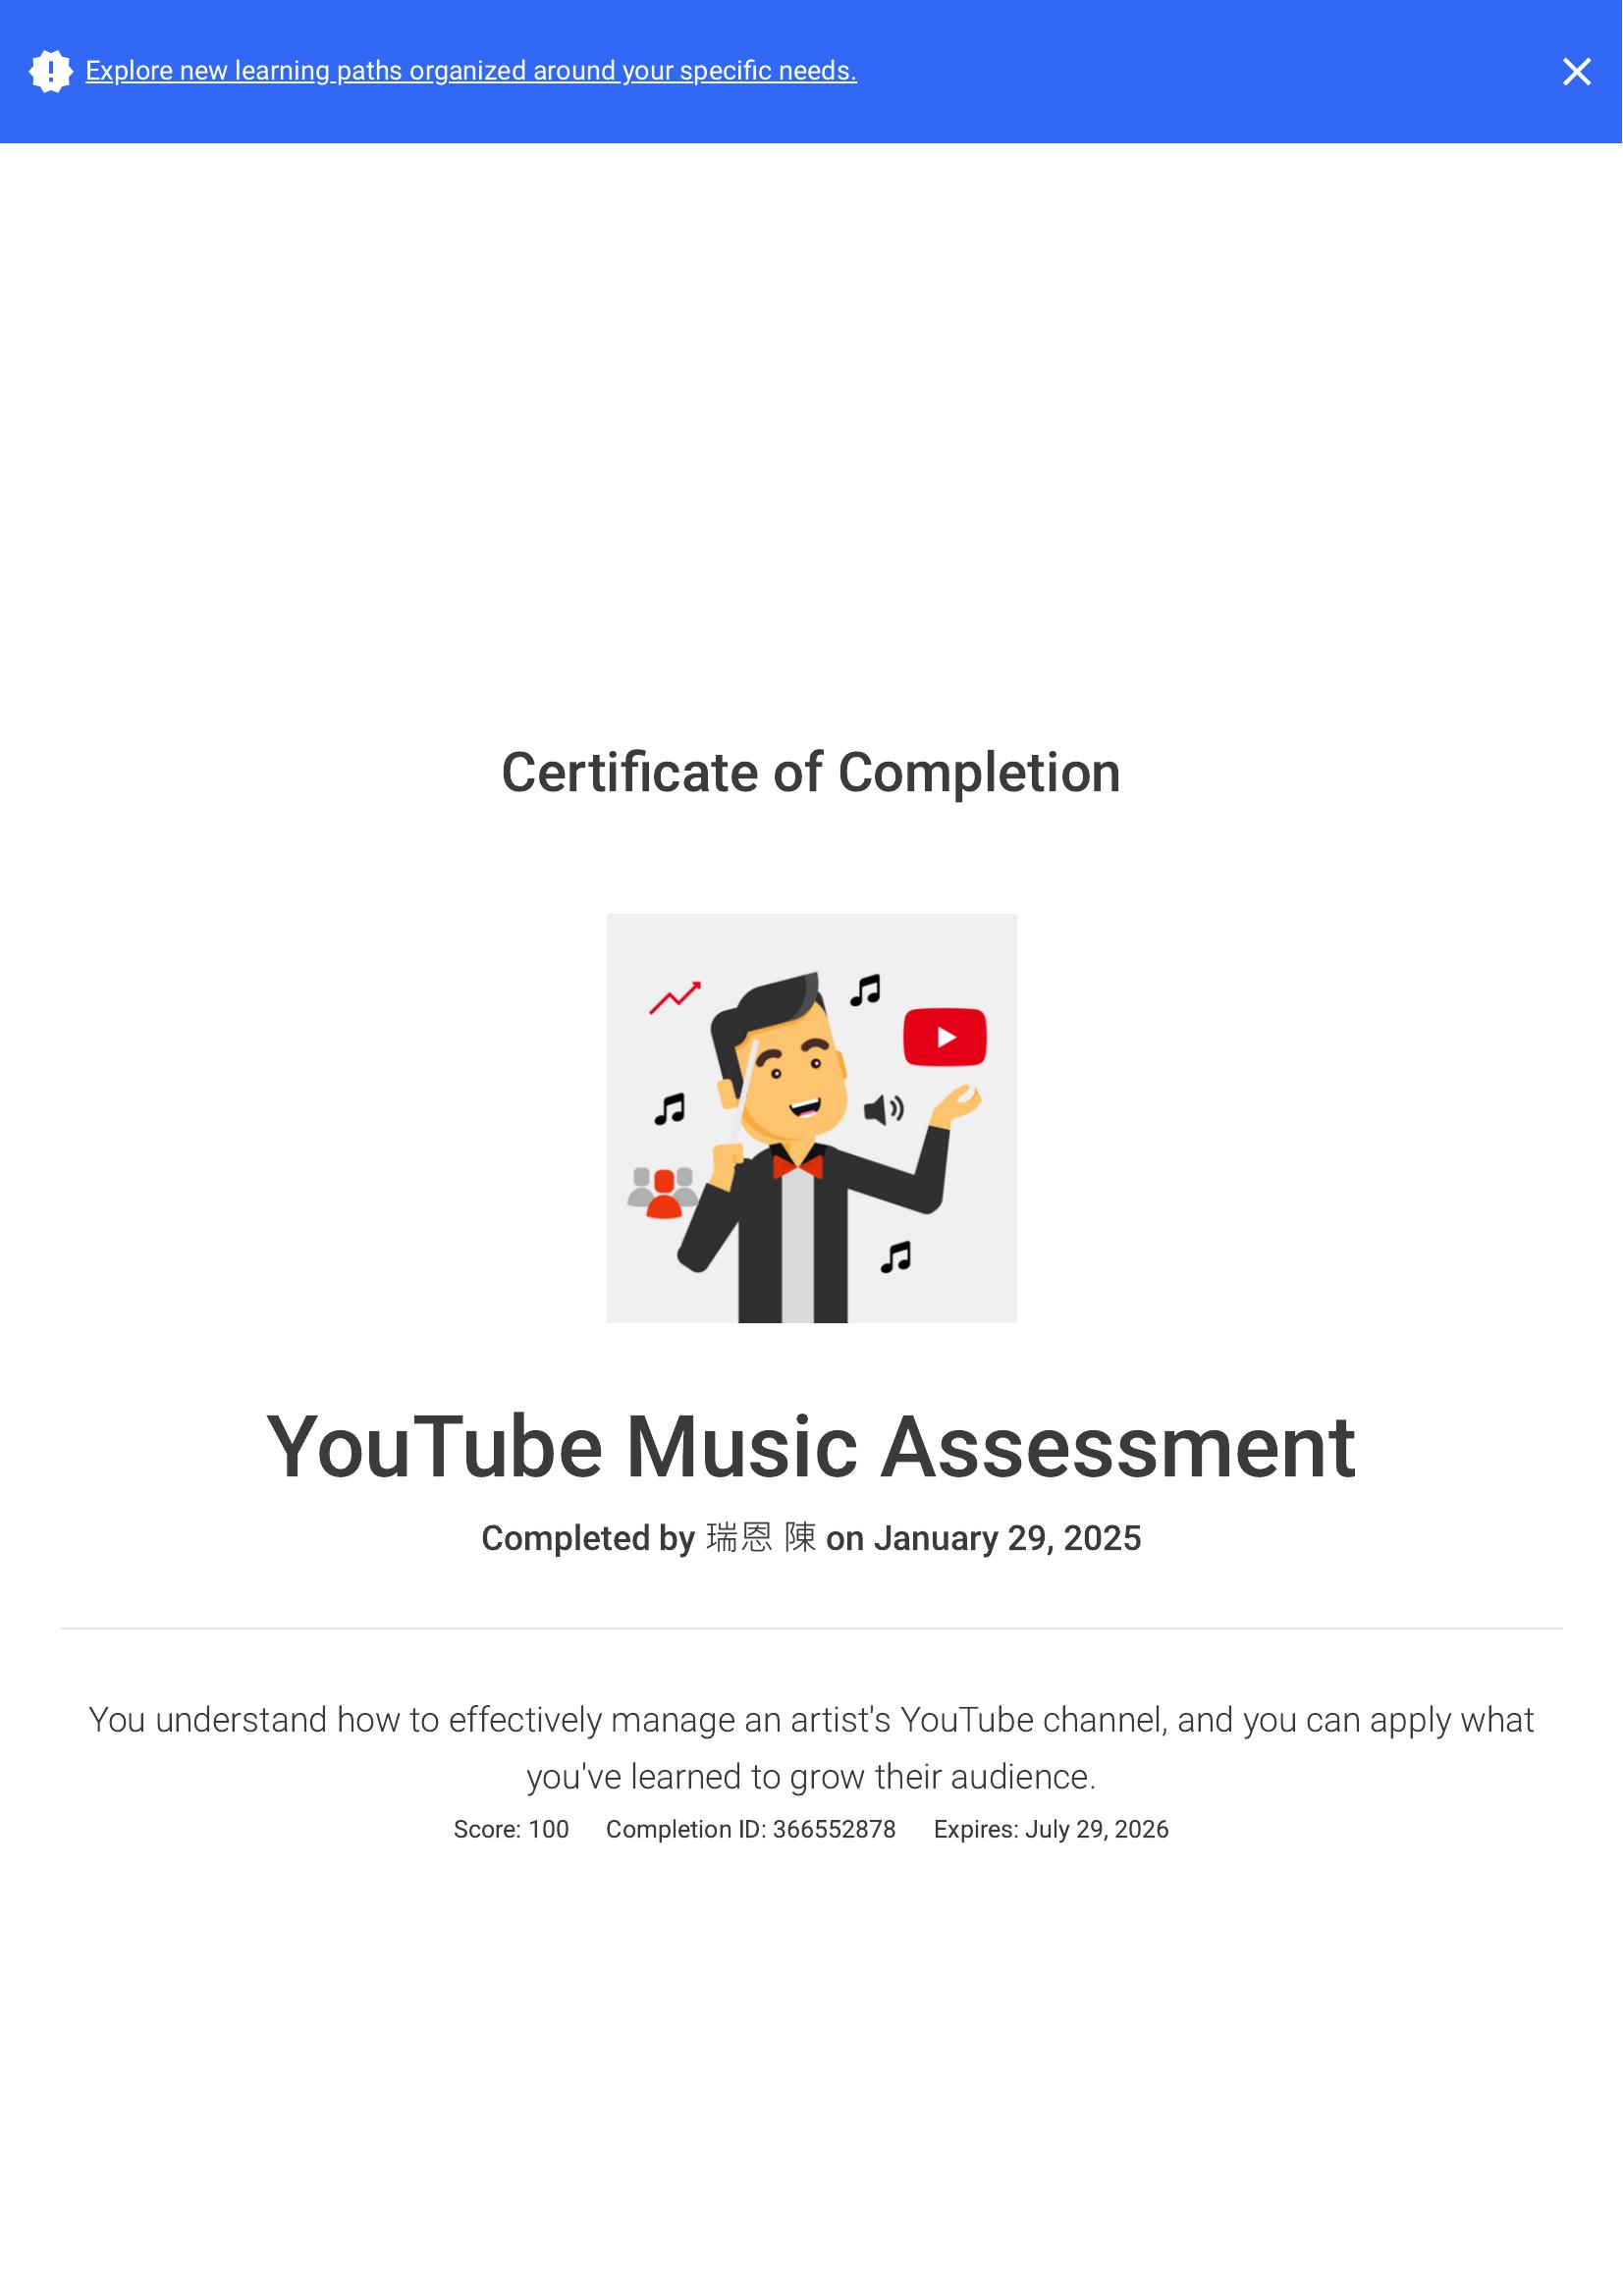 Explore new learning paths organized around your specific needs.
Certificate of Completion
YouTube Music Assessment
Completed by 瑞恩 陳 on January 29, 2025
You understand how to effectively manage an artist's YouTube channel, and you can apply what
you've learned to grow their audience.
Score: 100 Completion ID: 366552878 Expires: July 29, 2026